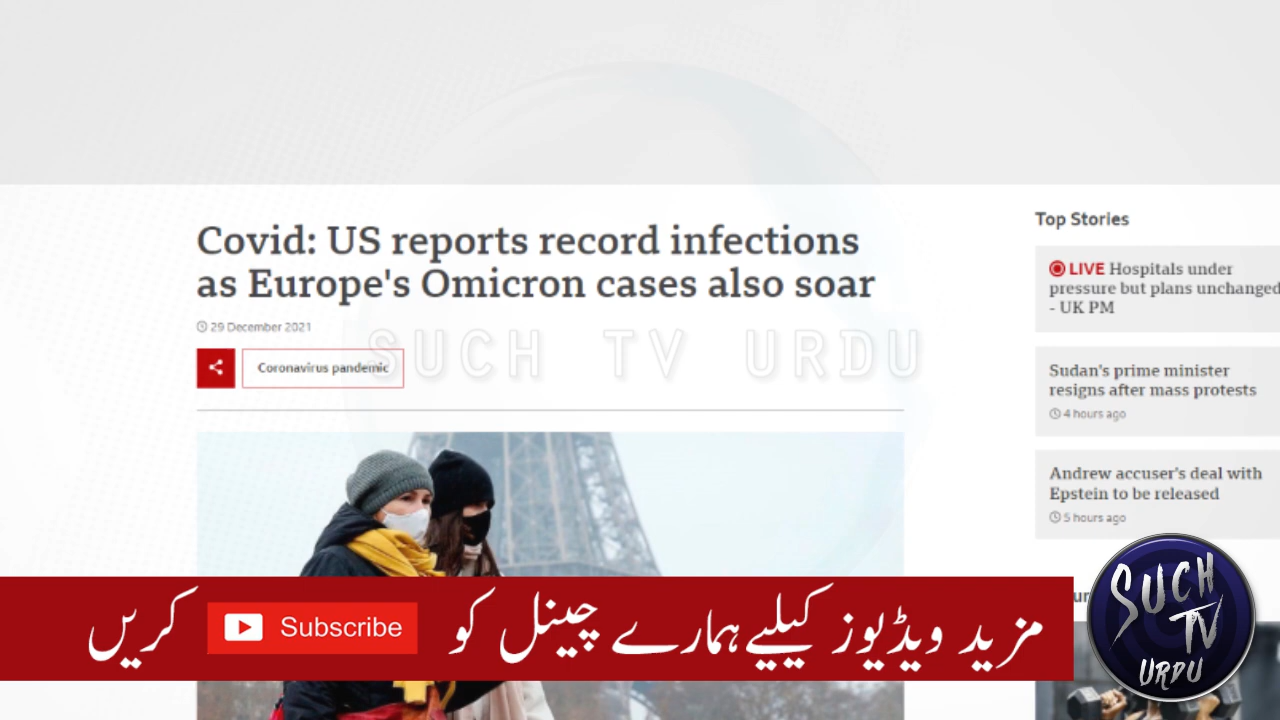 Covid: US reports record infections
as Europe's Omicron cases also soar
29 December 2021
Coronavirus pandemic
SUCH TV URDU
Top Stories
LIVE Hospitals under
pressure but plans unchanged
- UK PM
Sudan's prime minister
resigns after mass protests
4 hours ago
Andrew accuser's deal with
Epstein to be released
5 hours ago
مزید ویڈیوز کیلیے ہمارے چینل کو Subscribe کریں
SUCH
TV
URDU